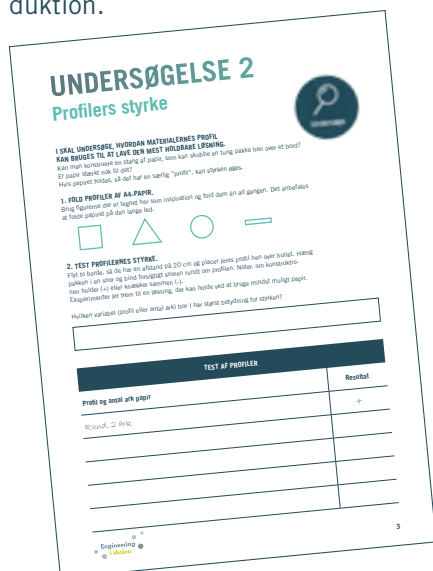 duktion.
UNDERSØGELSE 2
Profilers styrke
I SKAL UNDERSØGE, HVORDAN MATERIALERNES PROFIL
KAN BRUGES TIL AT LAVE DEN MEST HOLDBARE LØSNING.
Kan man konstruere en stang af papir, som kan skubbe en tung pakke hen over et bord?
Er papir stærkt nok til det?
Hvis papiret foldes, så det har en særlig "profil", kan styrken øges.
1. FOLD PROFILER AF A4-PAPIR.
Brug figurerne der er tegnet her som inspiration og fold dem én ad gangen. Det anbefales
at folde papiret på den lange led.
2. TEST PROFILERNES STYRKE.
Flyt to borde, så de har en afstand på 20 cm og placer jeres profil hen over hullet. Hæng
pakken i en snor og bind forsigtigt snoren rundt om profilen. Noter, om konstruktio-
nen holder (+) eller knækker sammen (-).
Eksperimenter jer frem til en løsning, der kan holde ved at bruge mindst muligt papir.
Hvilken variabel (profil eller antal ark) tror I har størst betydning for styrken?
TEST AF PROFILER
Profil og antal ark papir
Resultat
Rund, 2 ark
+
Engineering
i skolen
3